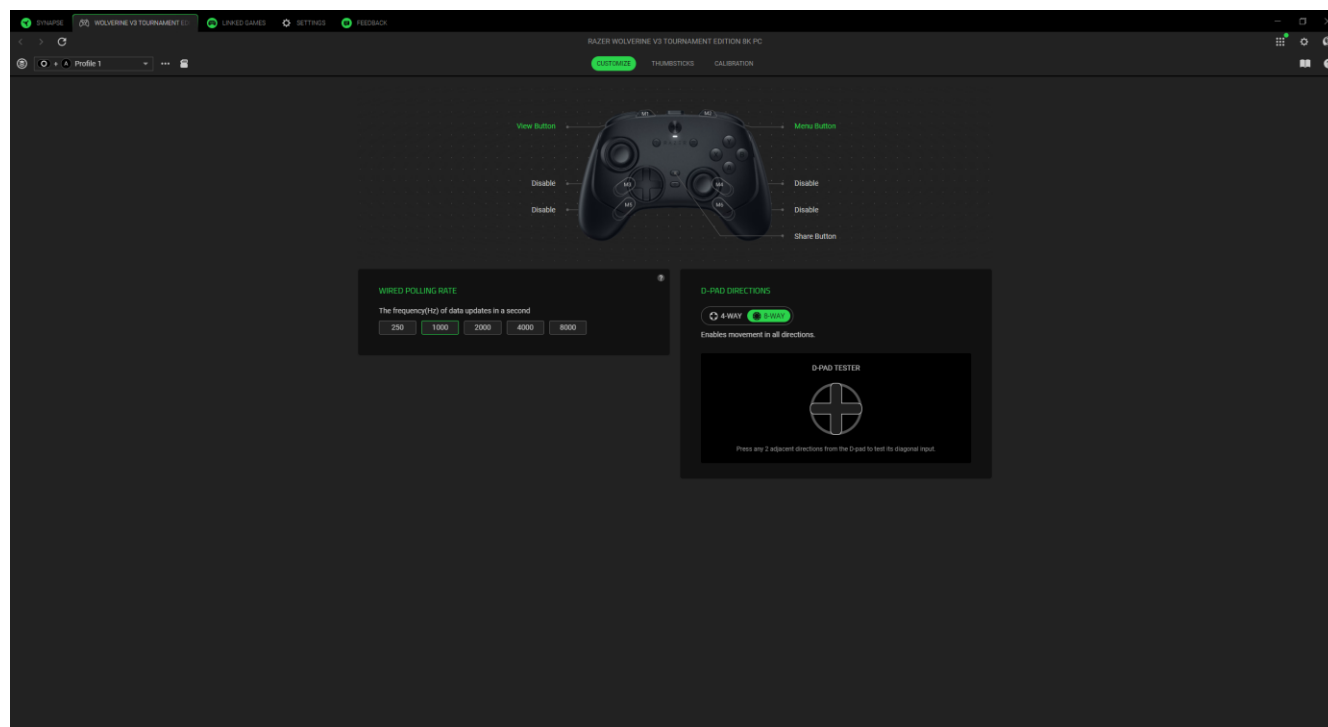 SYNAPSE
WOLVERINE V3 TOURNAMENT ED
LINKED GAMES
SETTINGS
FEEDBACK
RAZER WOLVERINE V3 TOURNAMENT EDITION 8K PC
Profile 1
CUSTOMIZE
THUMBSTICKS
CALIBRATION
M1
M2
View Button
Menu Button
RAZER
Disable
M3
M4
Disable
Disable
M5
M6
Disable
Share Button
WIRED POLLING RATE
The frequency(Hz) of data updates in a second
250 1000 2000 4000 8000
D-PAD DIRECTIONS
4-WAY 8-WAY
Enables movement in all directions.
D-PAD TESTER
Press any 2 adjacent directions from the D-pad to test its diagonal input.